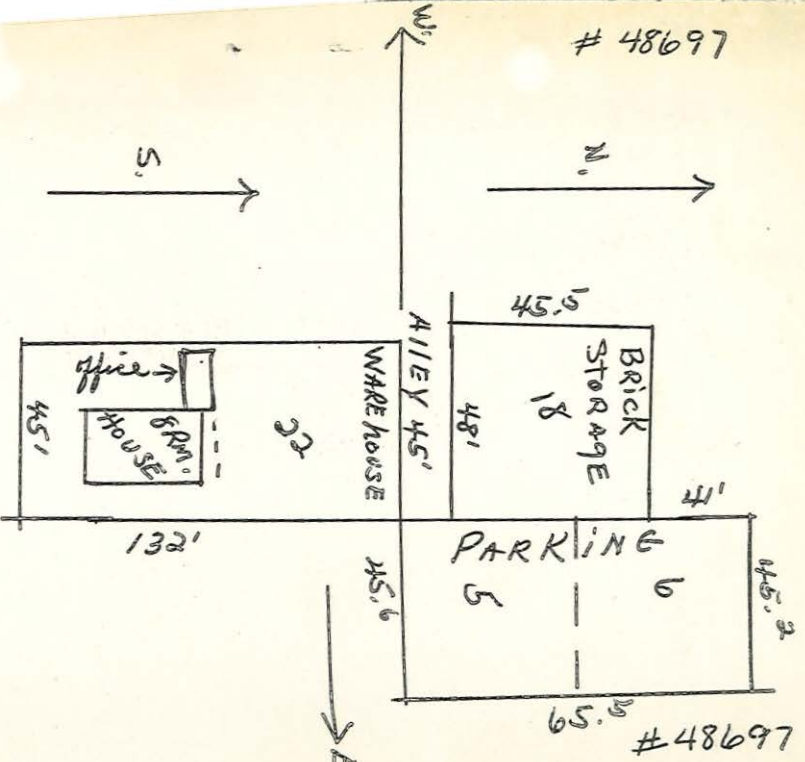 # 48697
W.
S.
N.
45.5
BRICK
STORAGE
18
48'
AllEY 45'
WAREhOUSE
22
office →
8RM.
HOUSE
45'
132'
41'
PARKING
5
6
45.6
45.2
65.5
E
# 48697